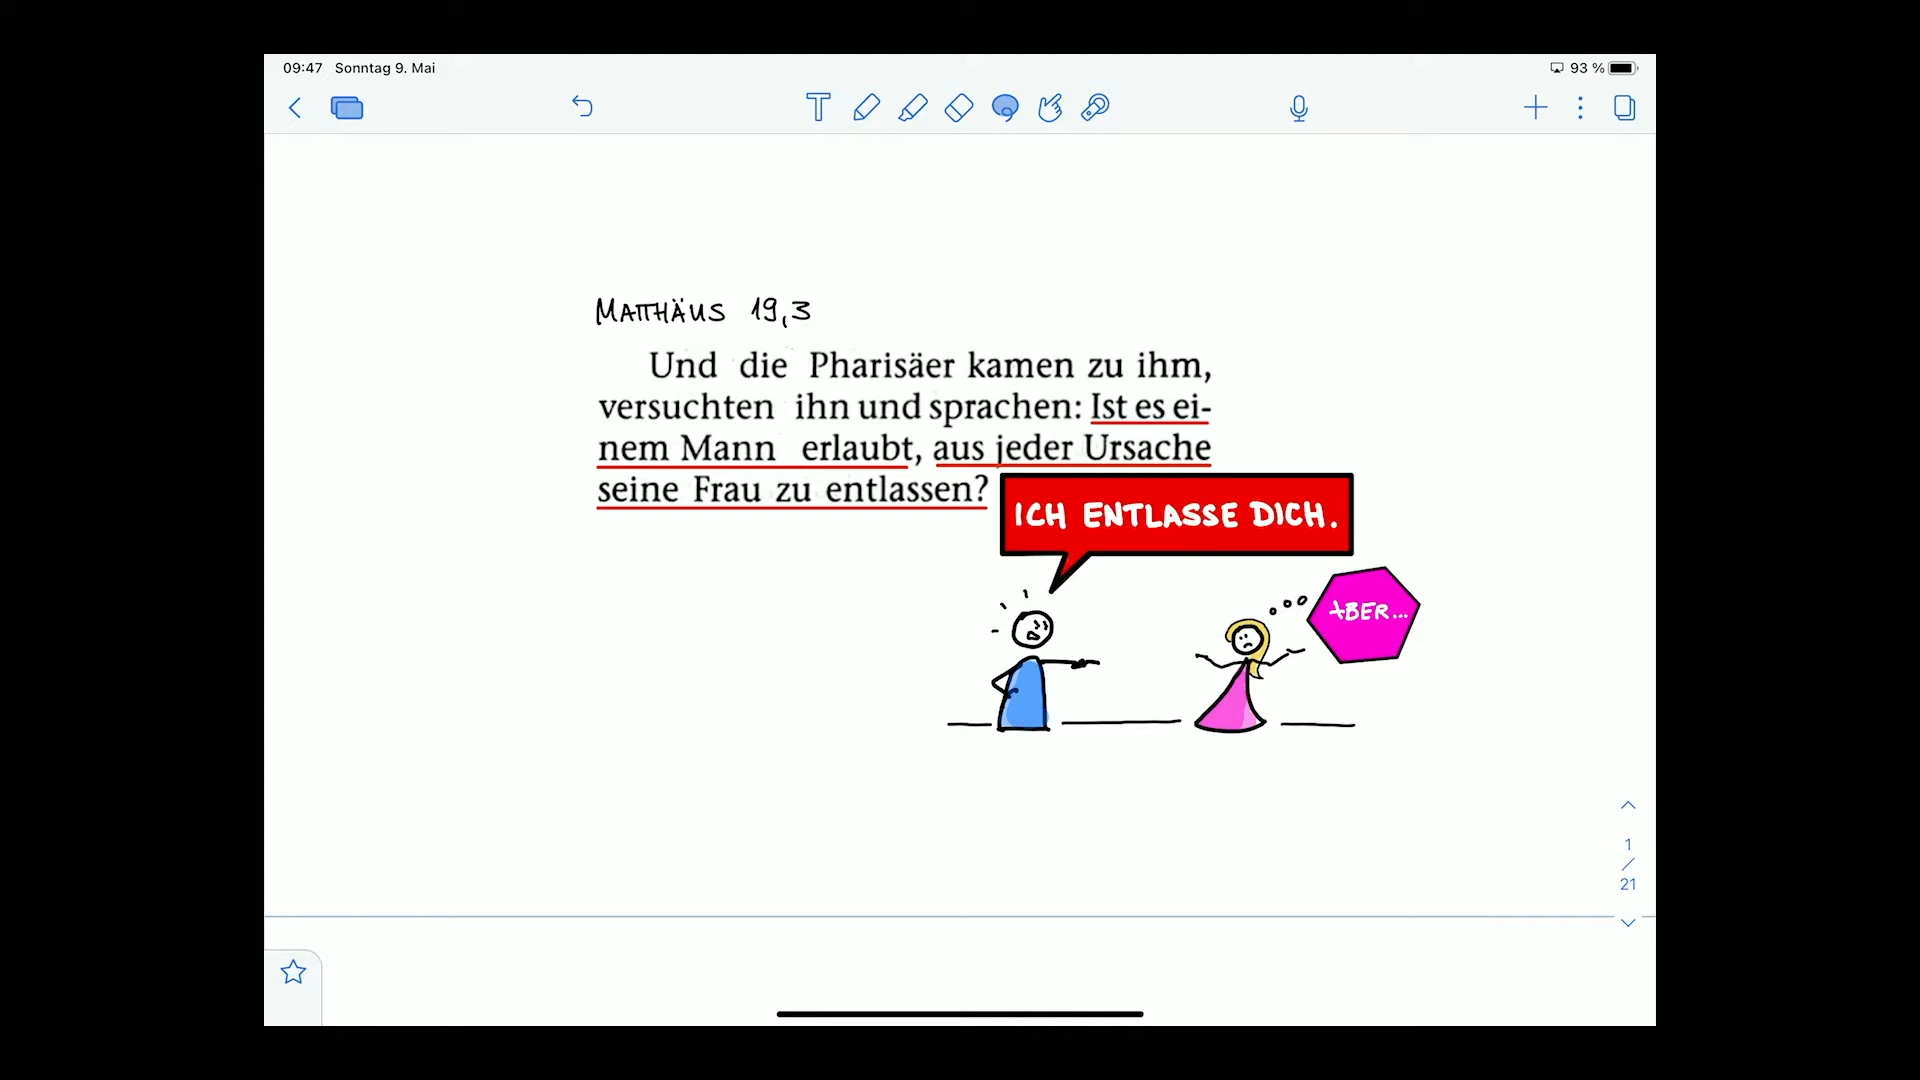 09:47 Sonntag 9. Mai
93 %
MATTHÄUS 19,3
Und die Pharisäer kamen zu ihm,
versuchten ihn und sprachen: Ist es ei-
nem Mann erlaubt, aus jeder Ursache
seine Frau zu entlassen?
ICH ENTLASSE DICH.
ABER...
1
/
21